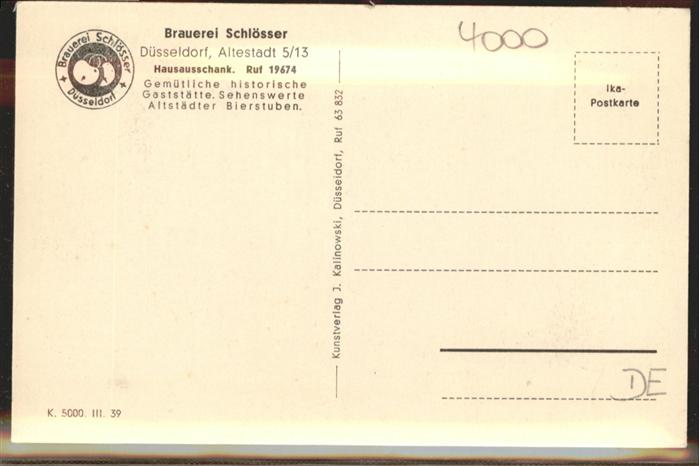 Brauerei Schlösser
Düsseldorf
Brauerei Schlösser
Düsseldorf, Altestadt 5/13
Hausausschank. Ruf 19674
Gemütliche historische
Gaststätte. Sehenswerte
Altstädter Bierstuben.
4000
Ika-
Postkarte
Kunstverlag J. Kalinowski, Düsseldorf, Ruf 63 832
DE
K. 5000. III. 39